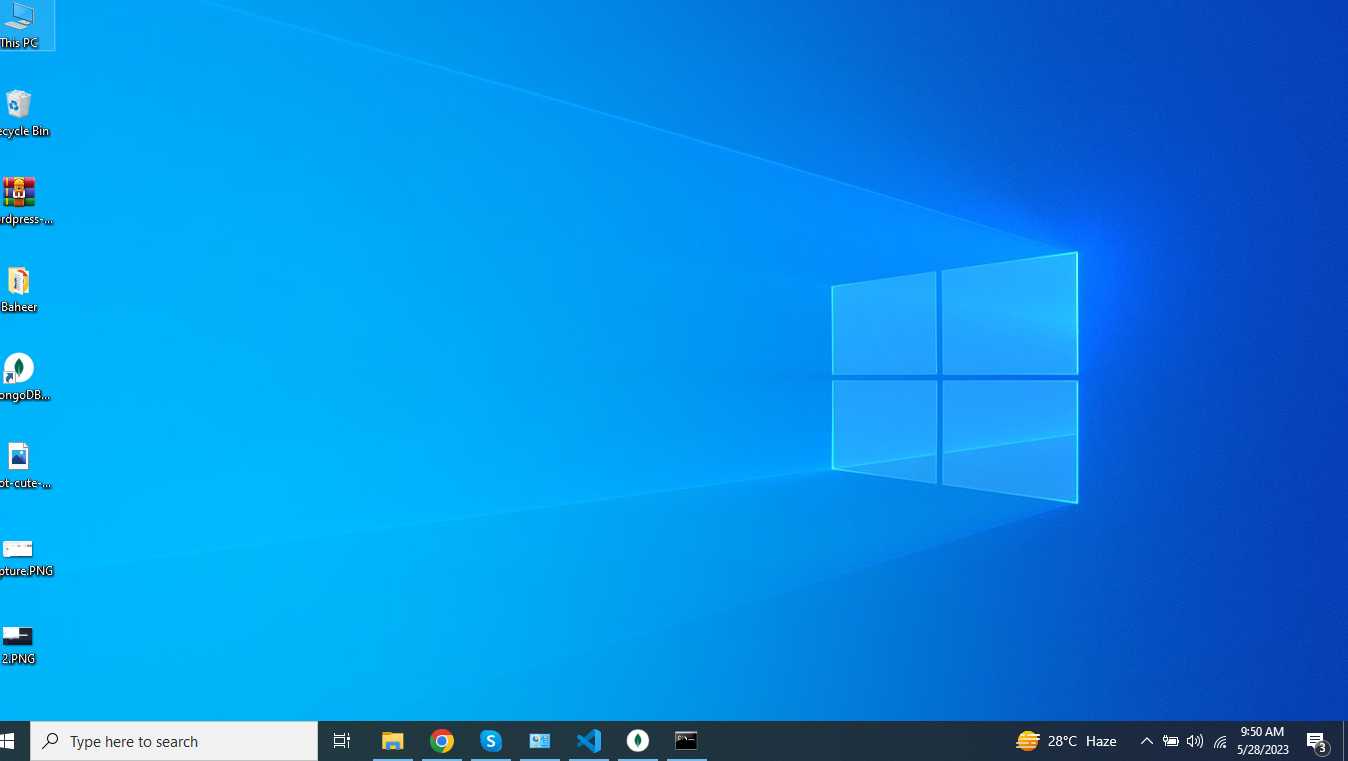 This PC
ecycle Bin
rdpress-...
Baheer
ongoDB...
ot-cute-...
pture.PNG
2.PNG
Type here to search
28°C Haze
9:50 AM
5/28/2023
3